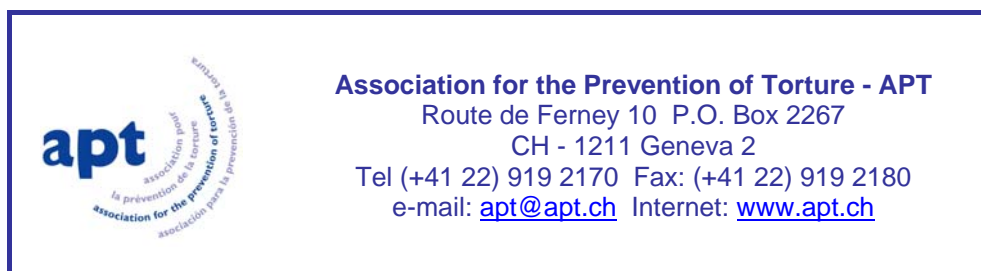 apt
association pour
la prévention de la torture
association for the prevention of torture
asociación para la prevención de la tortura
Association for the Prevention of Torture - APT
Route de Ferney 10 P.O. Box 2267
CH - 1211 Geneva 2
Tel (+41 22) 919 2170 Fax: (+41 22) 919 2180
e-mail: apt@apt.ch Internet: www.apt.ch